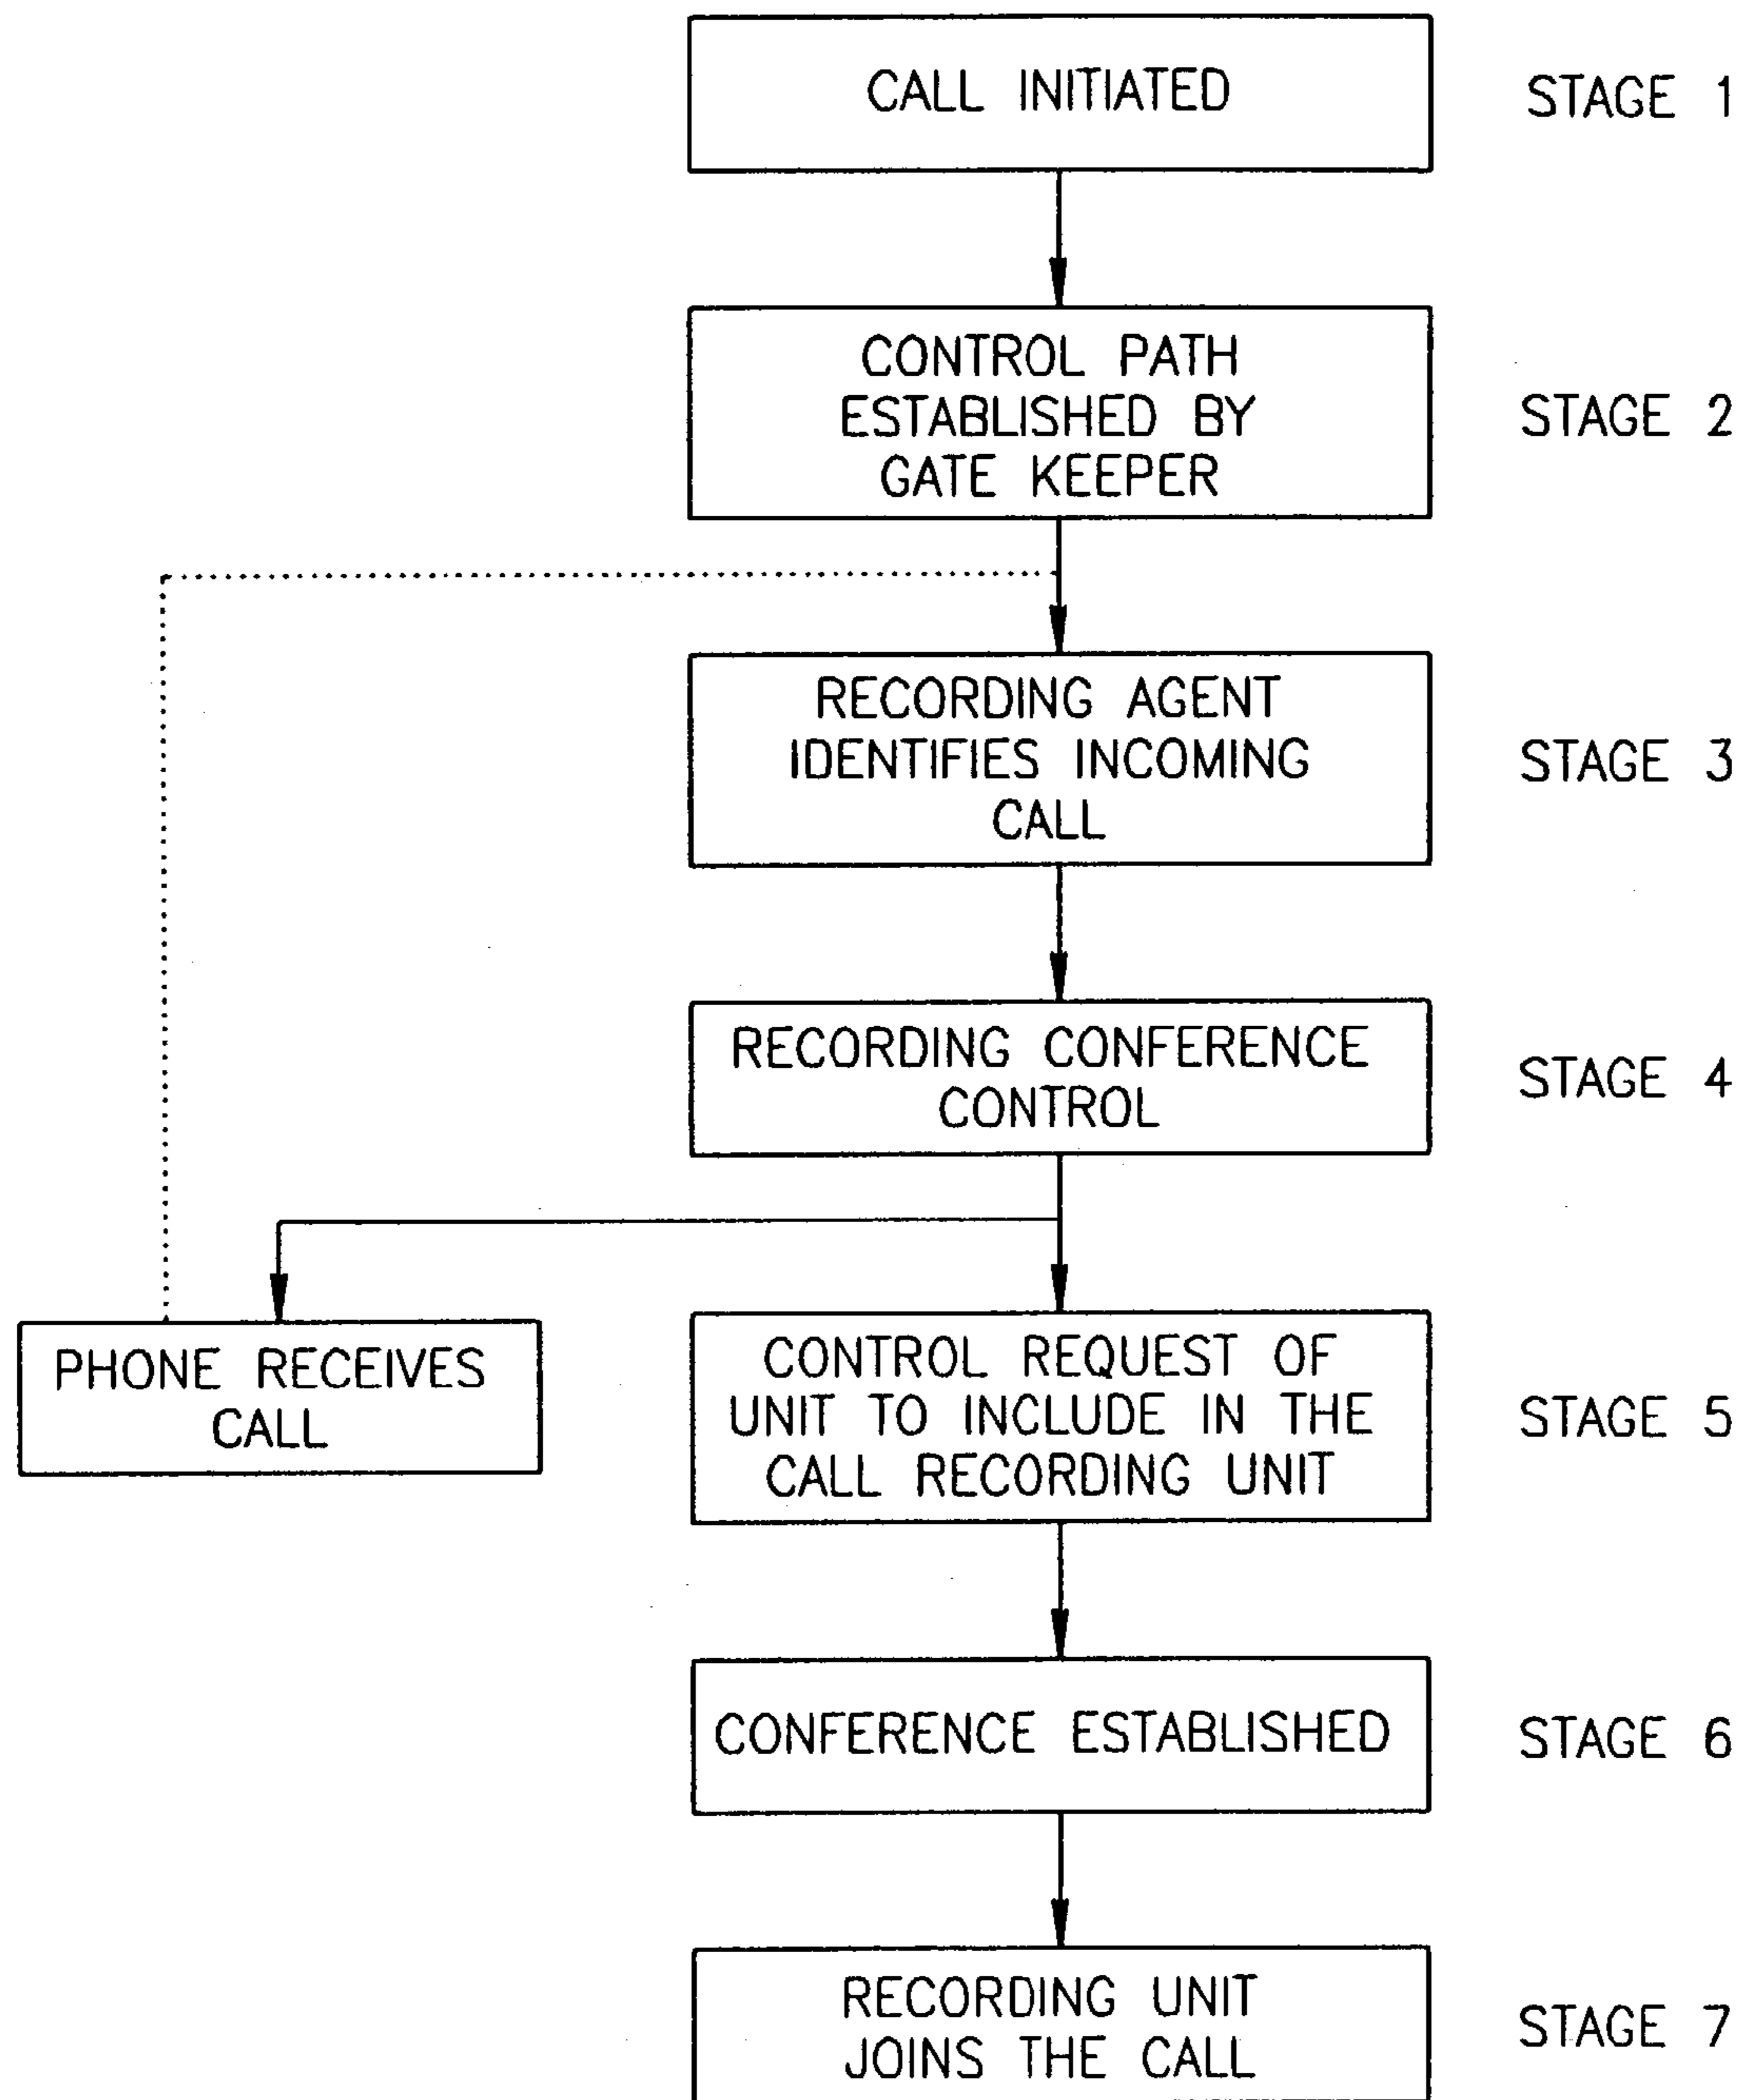 CALL INITIATED
STAGE 1
CONTROL PATH
ESTABLISHED BY
GATE KEEPER
STAGE 2
RECORDING AGENT
IDENTIFIES INCOMING
CALL
STAGE 3
RECORDING CONFERENCE
CONTROL
STAGE 4
PHONE RECEIVES
CALL
CONTROL REQUEST OF
UNIT TO INCLUDE IN THE
CALL RECORDING UNIT
STAGE 5
CONFERENCE ESTABLISHED
STAGE 6
RECORDING UNIT
JOINS THE CALL
STAGE 7